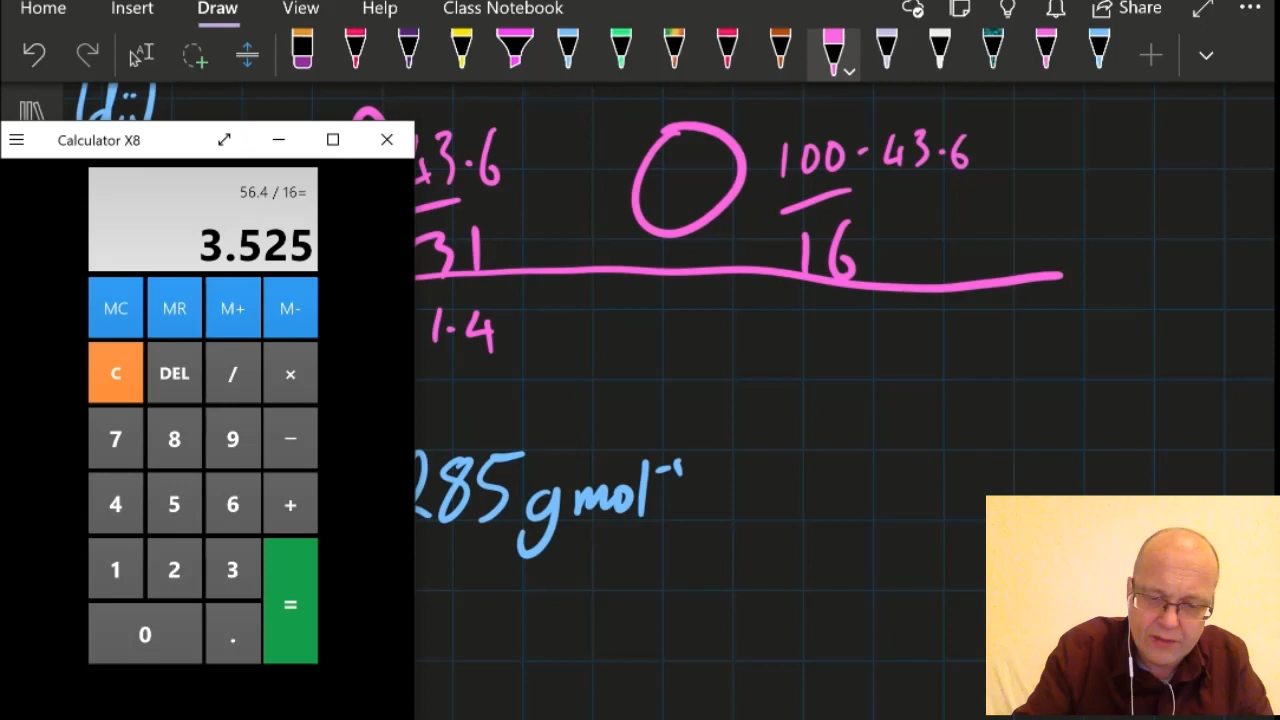 Home Insert Draw View Help Class Notebook Share
Calculator X8
56.4 / 16=
3.525
MC MR M+ M-
C DEL / ×
7 8 9 −
4 5 6 +
1 2 3 =
0 .
43.6
31
1.4
O 100-43.6
16
285 g mol⁻¹